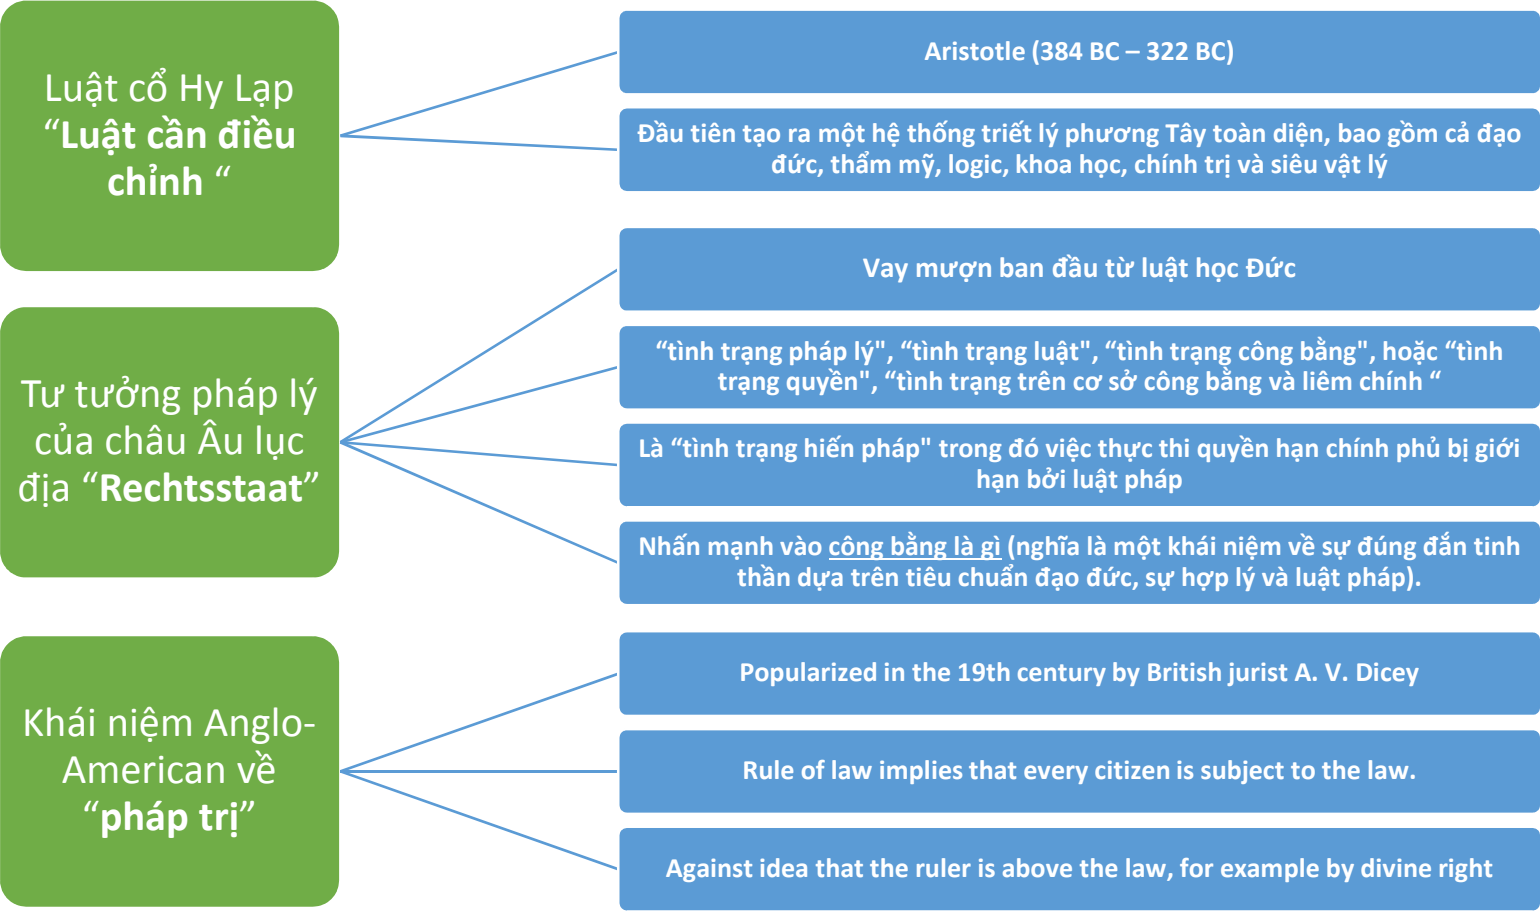 Luật cổ Hy Lạp
“Luật cần điều
chỉnh “
Aristotle (384 BC – 322 BC)
Đầu tiên tạo ra một hệ thống triết lý phương Tây toàn diện, bao gồm cả đạo
đức, thẩm mỹ, logic, khoa học, chính trị và siêu vật lý
Tư tưởng pháp lý
của châu Âu lục
địa “Rechtsstaat”
Vay mượn ban đầu từ luật học Đức
“tình trạng pháp lý", “tình trạng luật", “tình trạng công bằng", hoặc “tình
trạng quyền", “tình trạng trên cơ sở công bằng và liêm chính “
Là “tình trạng hiến pháp" trong đó việc thực thi quyền hạn chính phủ bị giới
hạn bởi luật pháp
Nhấn mạnh vào công bằng là gì (nghĩa là một khái niệm về sự đúng đắn tinh
thần dựa trên tiêu chuẩn đạo đức, sự hợp lý và luật pháp).
Khái niệm Anglo-
American về
“pháp trị”
Popularized in the 19th century by British jurist A. V. Dicey
Rule of law implies that every citizen is subject to the law.
Against idea that the ruler is above the law, for example by divine right